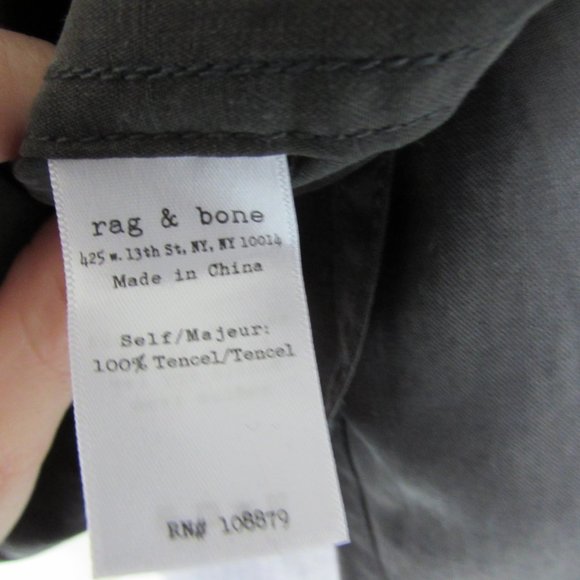 rag & bone
425 w. 13th St, NY, NY 10014
Made in China
Self/Majeur:
100% Tencel/Tencel
RN# 108879